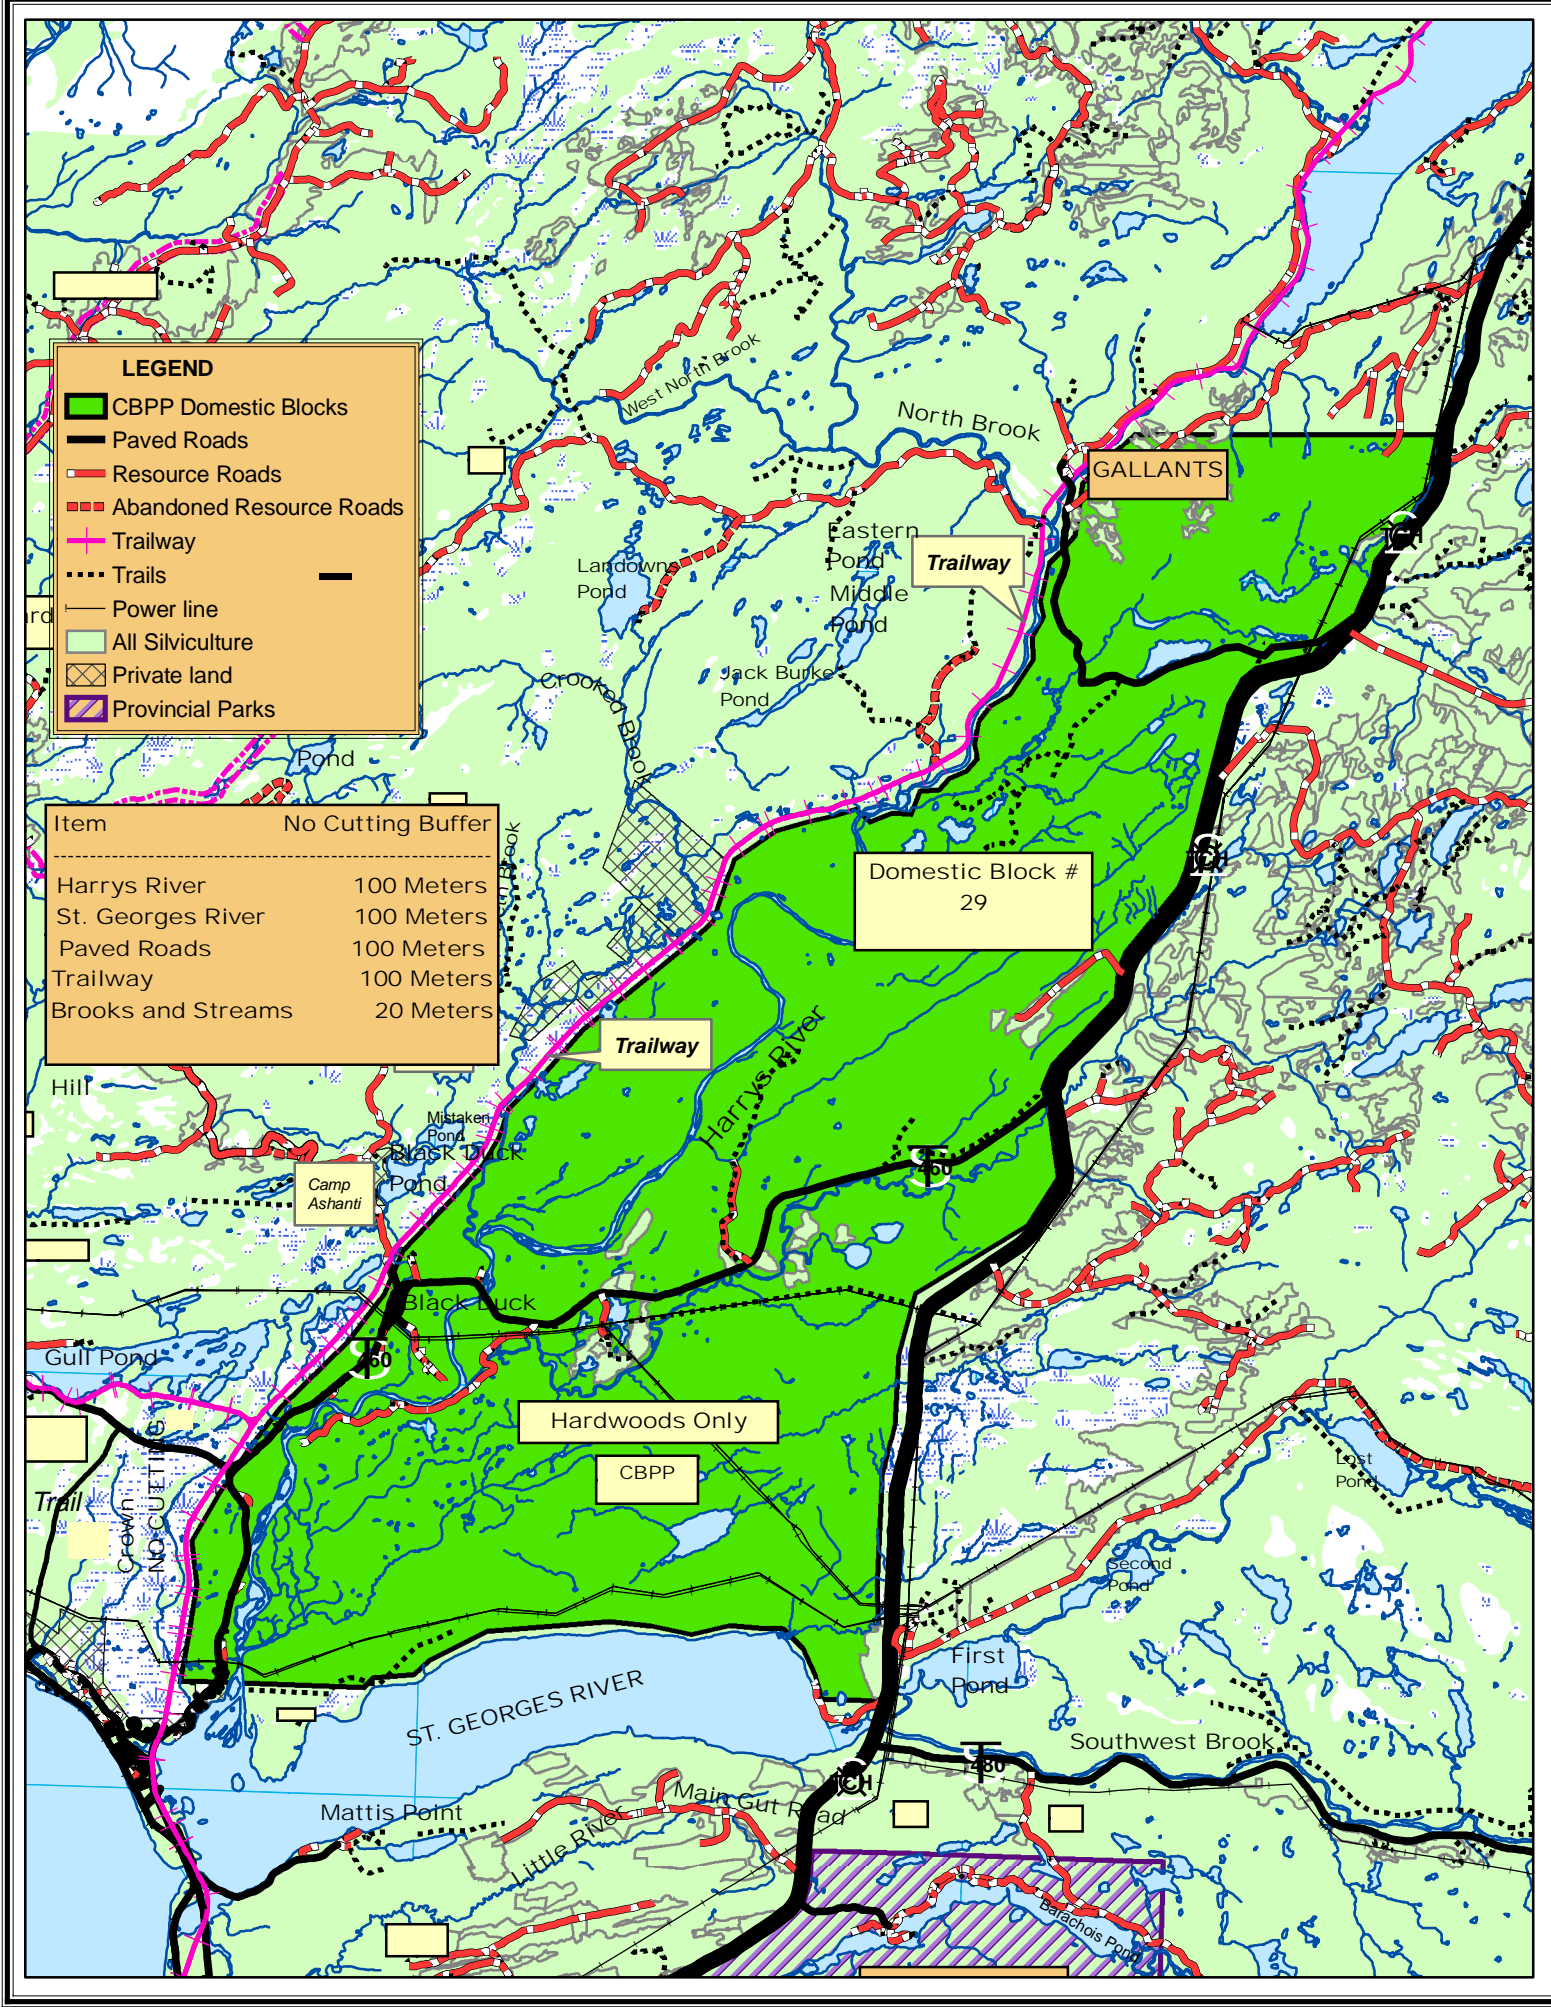 West North Brook
North Brook
GALLANTS
LEGEND
CBPP Domestic Blocks
Paved Roads
Resource Roads
Abandoned Resource Roads
Trailway
Trails
Power line
All Silviculture
Private land
Provincial Parks
TCH
Eastern
Pond
Middle
Pond
Trailway
Landowns
Pond
Jack Burke
Pond
Crooked Brook
Pond
Item No Cutting Buffer
Harrys River 100 Meters
St. Georges River 100 Meters
Paved Roads 100 Meters
Trailway 100 Meters
Brooks and Streams 20 Meters
Brook
TCH
Domestic Block #
29
Trailway
Harrys River
Hill
Mistaken
Pond
Black Duck
Pond
Camp
Ashanti
460
Black Duck
460
Gull Pond
Hardwoods Only
CBPP
Trail
Crown
NO CUTTING
Lost
Pond
Second
Pond
First
Pond
ST. GEORGES RIVER
Southwest Brook
480
TCH
Mattis Point
Main Gut Road
Little River
Barachois Pond